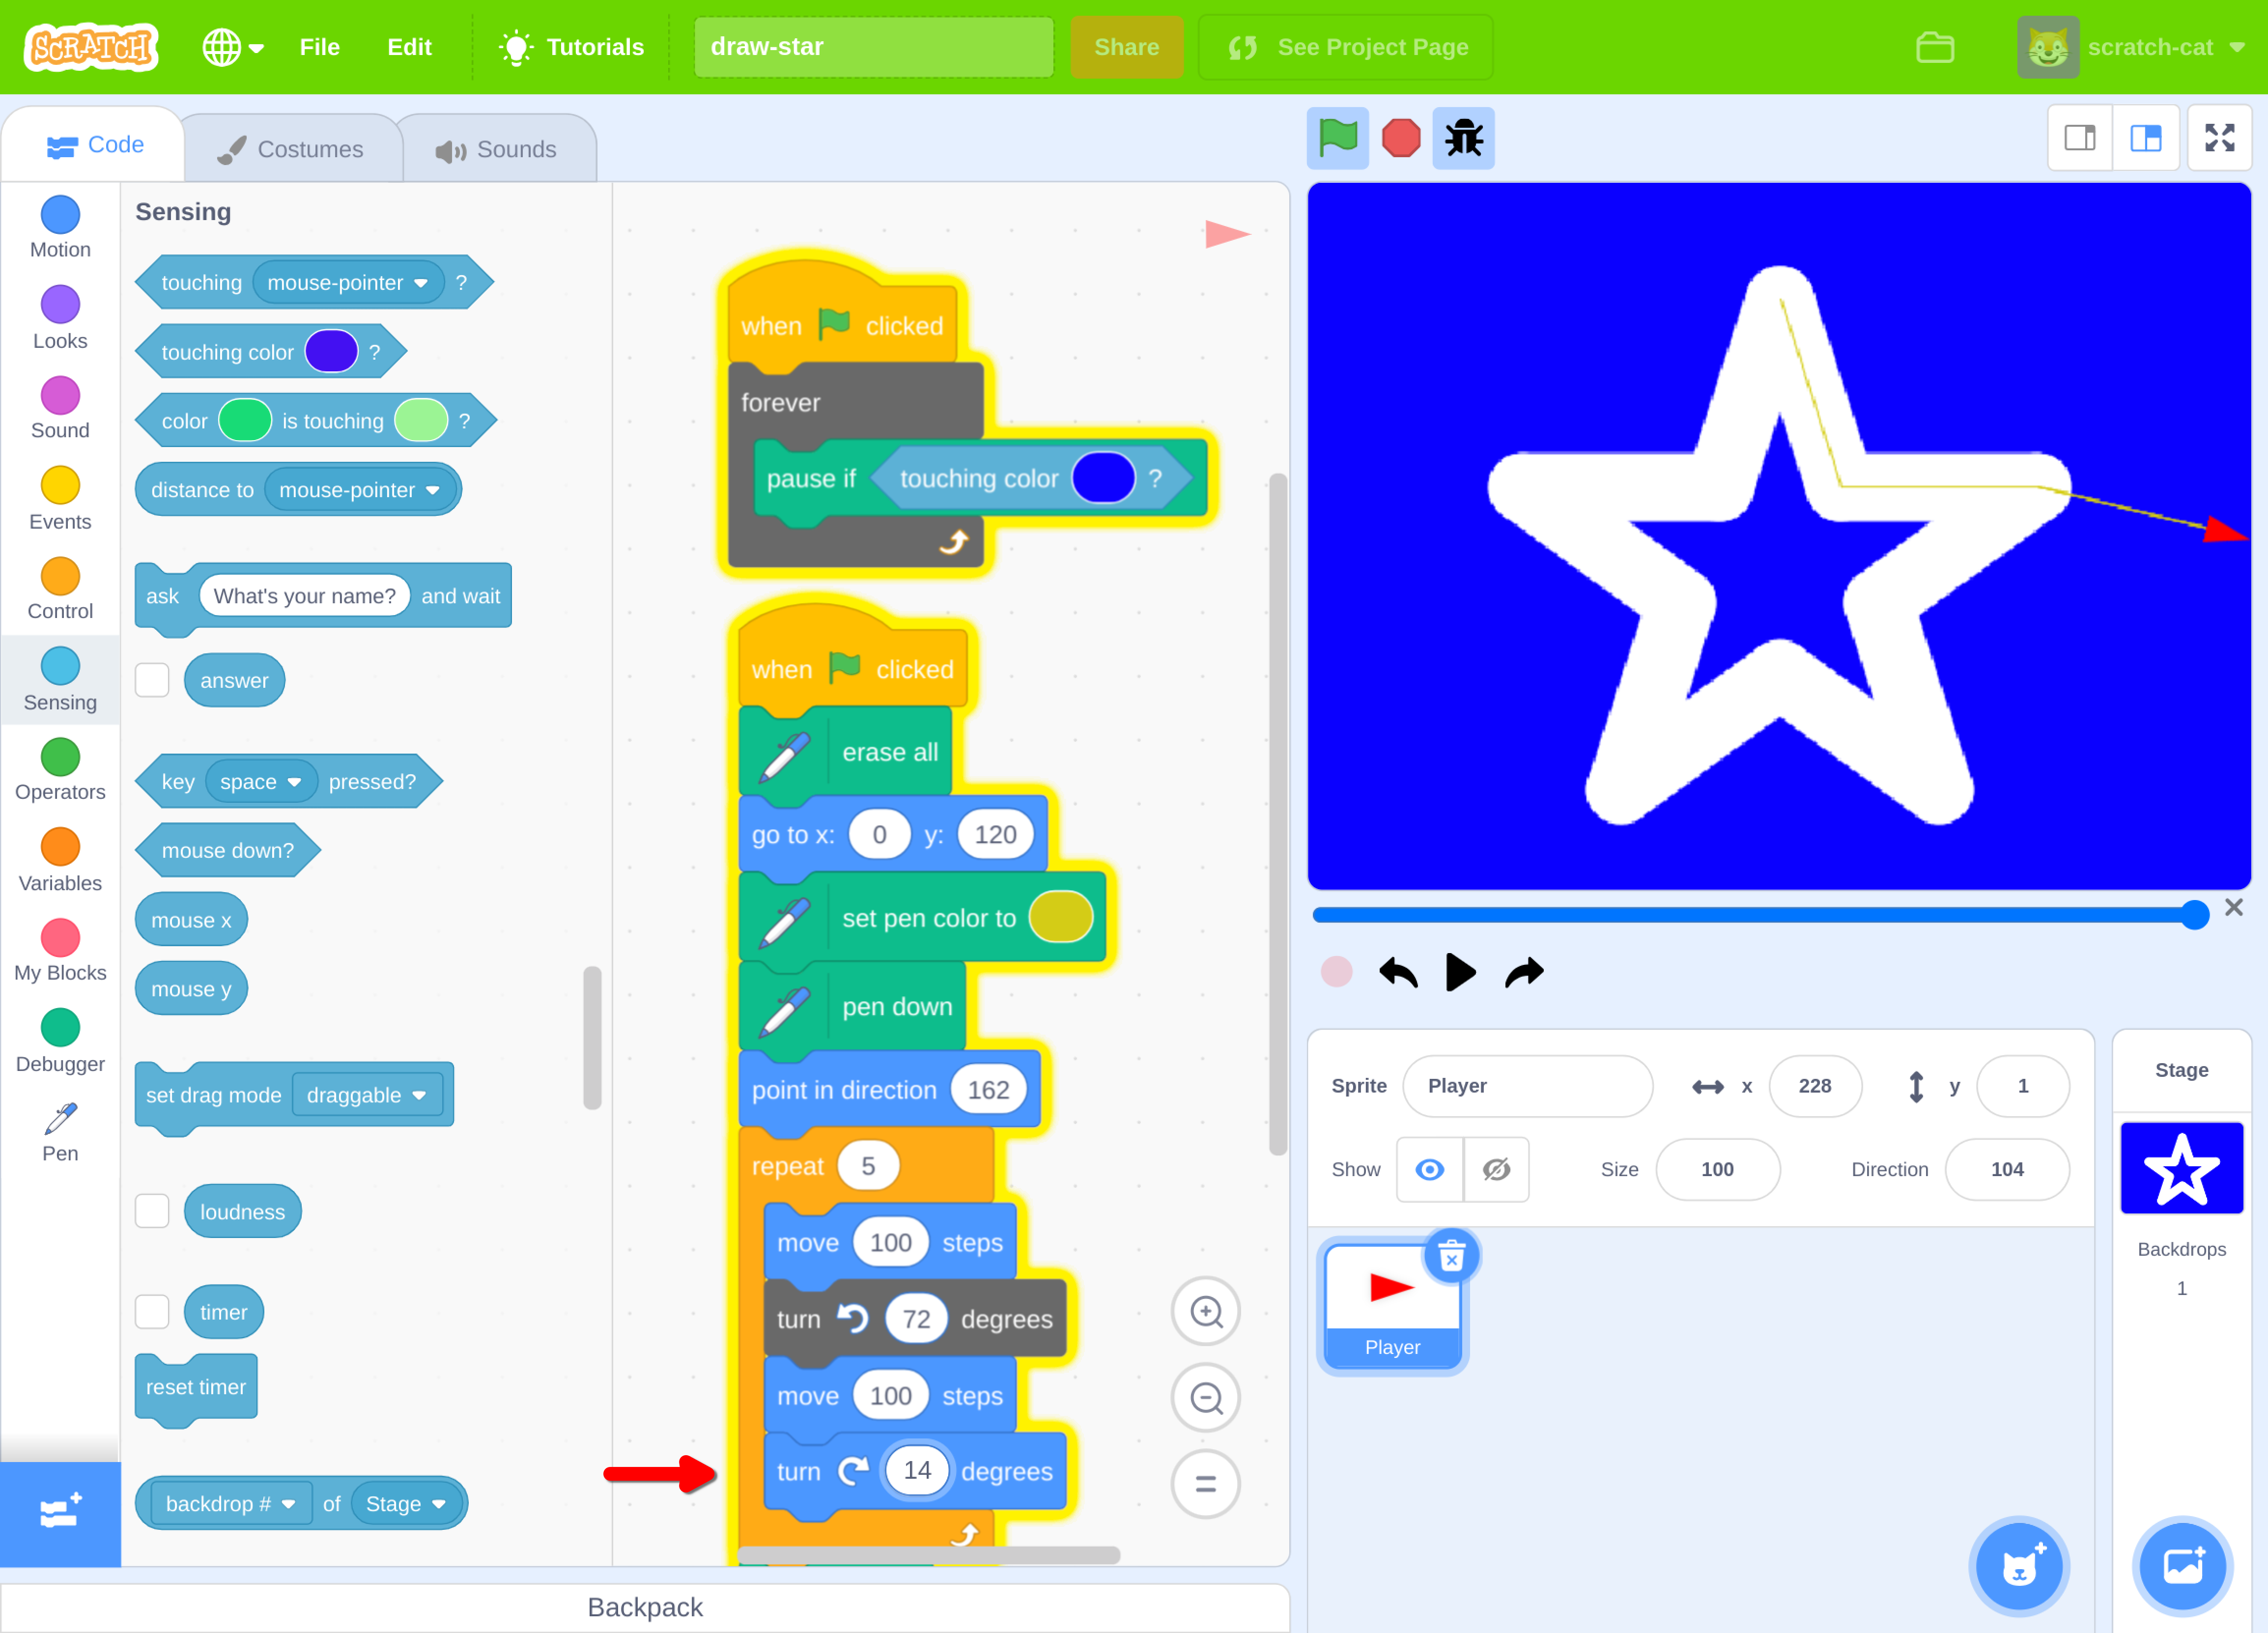 SCRATCH
File
Edit
Tutorials
draw-star
Share
See Project Page
scratch-cat
Code
Costumes
Sounds
Motion
Looks
Sound
Events
Control
Sensing
Operators
Variables
My Blocks
Debugger
Pen
Sensing
touching mouse-pointer ?
touching color ?
color is touching ?
distance to mouse-pointer
ask What's your name? and wait
answer
key space pressed?
mouse down?
mouse x
mouse y
set drag mode draggable
loudness
timer
reset timer
backdrop # of Stage
when clicked
forever
pause if touching color ?
when clicked
erase all
go to x: 0 y: 120
set pen color to
pen down
point in direction 162
repeat 5
move 100 steps
turn 72 degrees
move 100 steps
turn 14 degrees
Backpack
Sprite Player x 228 y 1
Show Size 100 Direction 104
Player
Stage
Backdrops
1